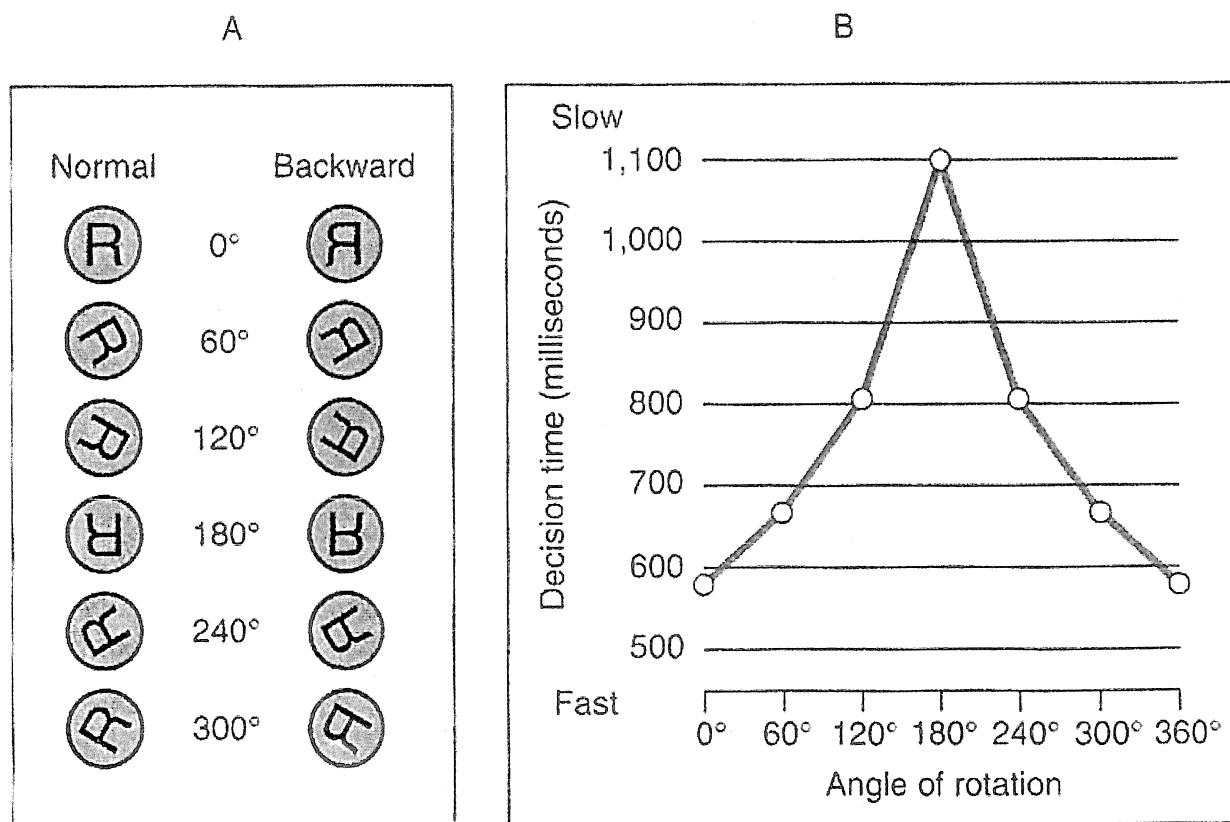 A
Normal Backward
R 0° Я
R 60° Я
R 120° Я
R 180° Я
R 240° Я
R 300° Я
B
Slow
1,100
1,000
900
800
700
600
500
Fast
Decision time (milliseconds)
0° 60° 120° 180° 240° 300° 360°
Angle of rotation